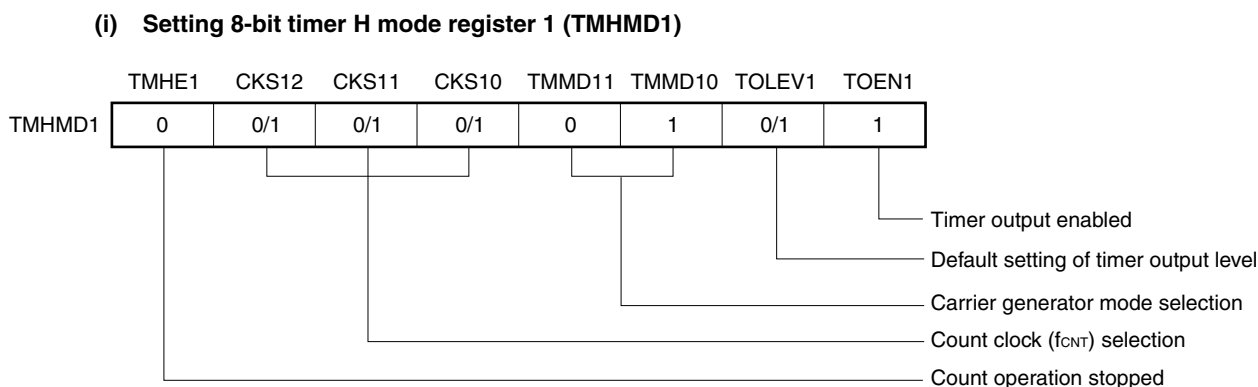 (i) Setting 8-bit timer H mode register 1 (TMHMD1)
TMHE1 CKS12 CKS11 CKS10 TMMD11 TMMD10 TOLEV1 TOEN1
TMHMD1 0 0/1 0/1 0/1 0 1 0/1 1
Timer output enabled
Default setting of timer output level
Carrier generator mode selection
Count clock (fCNT) selection
Count operation stopped